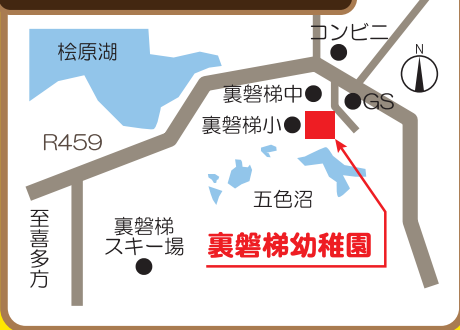 コンビニ
桧原湖
N
裏磐梯中
GS
裏磐梯小
R459
五色沼
至喜多方
裏磐梯
スキー場
裏磐梯幼稚園